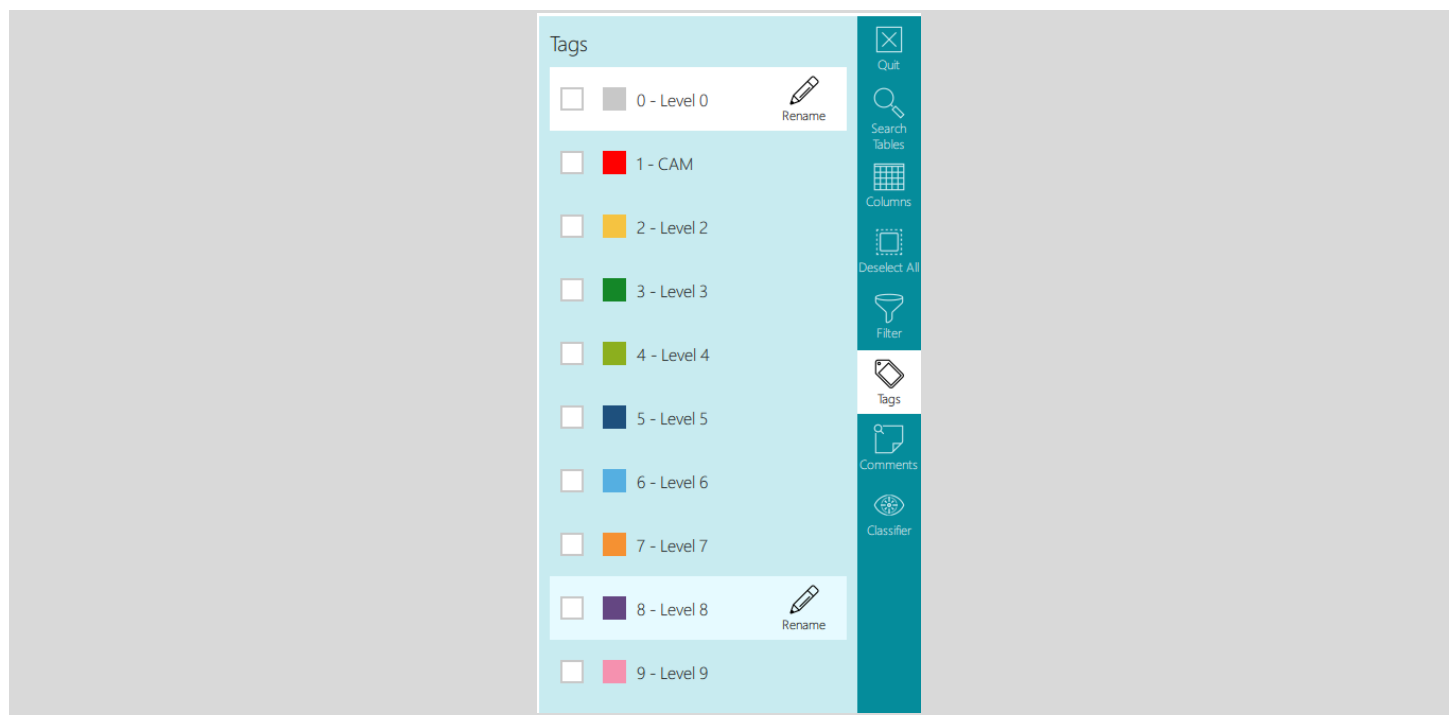 Tags
0 - Level 0
Rename
1 - CAM
2 - Level 2
3 - Level 3
4 - Level 4
5 - Level 5
6 - Level 6
7 - Level 7
8 - Level 8
Rename
9 - Level 9
Quit
Search
Tables
Columns
Deselect All
Filter
Tags
Comments
Classifier